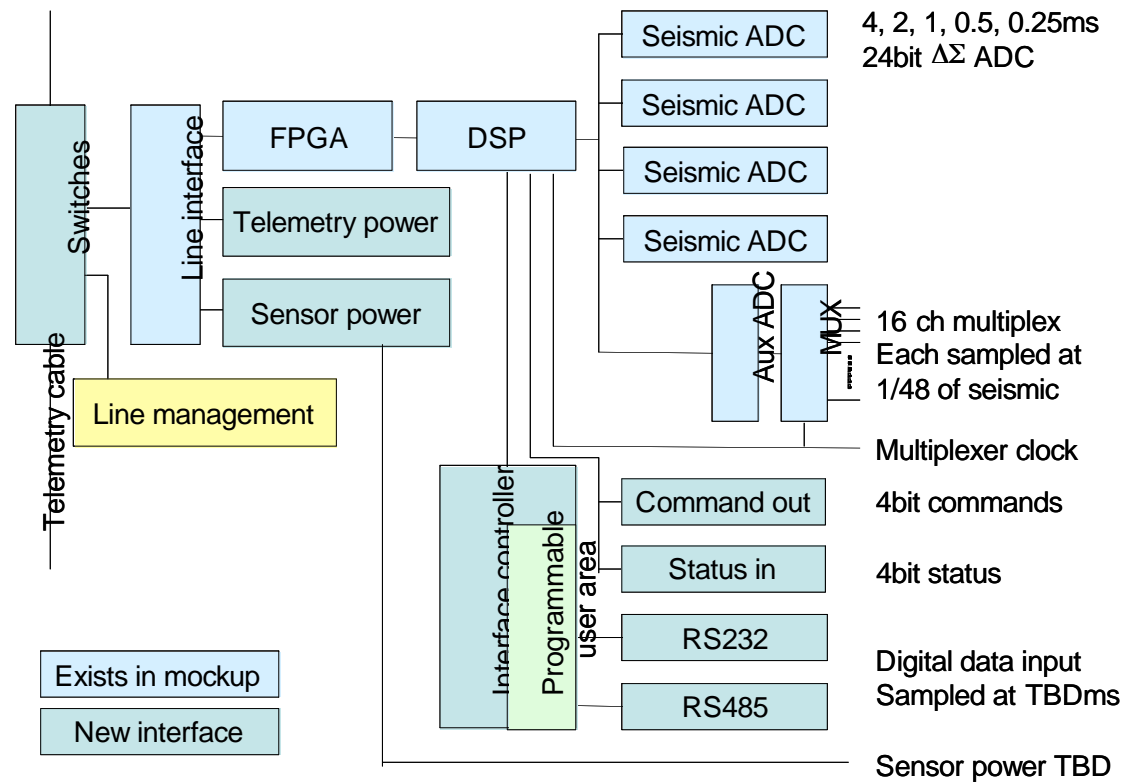 Seismic ADC
4, 2, 1, 0.5, 0.25ms
24bit ΔΣ ADC
Seismic ADC
Seismic ADC
Seismic ADC
Switches
Line interface
FPGA
DSP
Telemetry power
Sensor power
Telemetry cable
Line management
Aux ADC
MUX
16 ch multiplex
Each sampled at
1/48 of seismic
Multiplexer clock
Interface controller
Programmable
user area
Command out
4bit commands
Status in
4bit status
RS232
RS485
Digital data input
Sampled at TBDms
Exists in mockup
New interface
Sensor power TBD